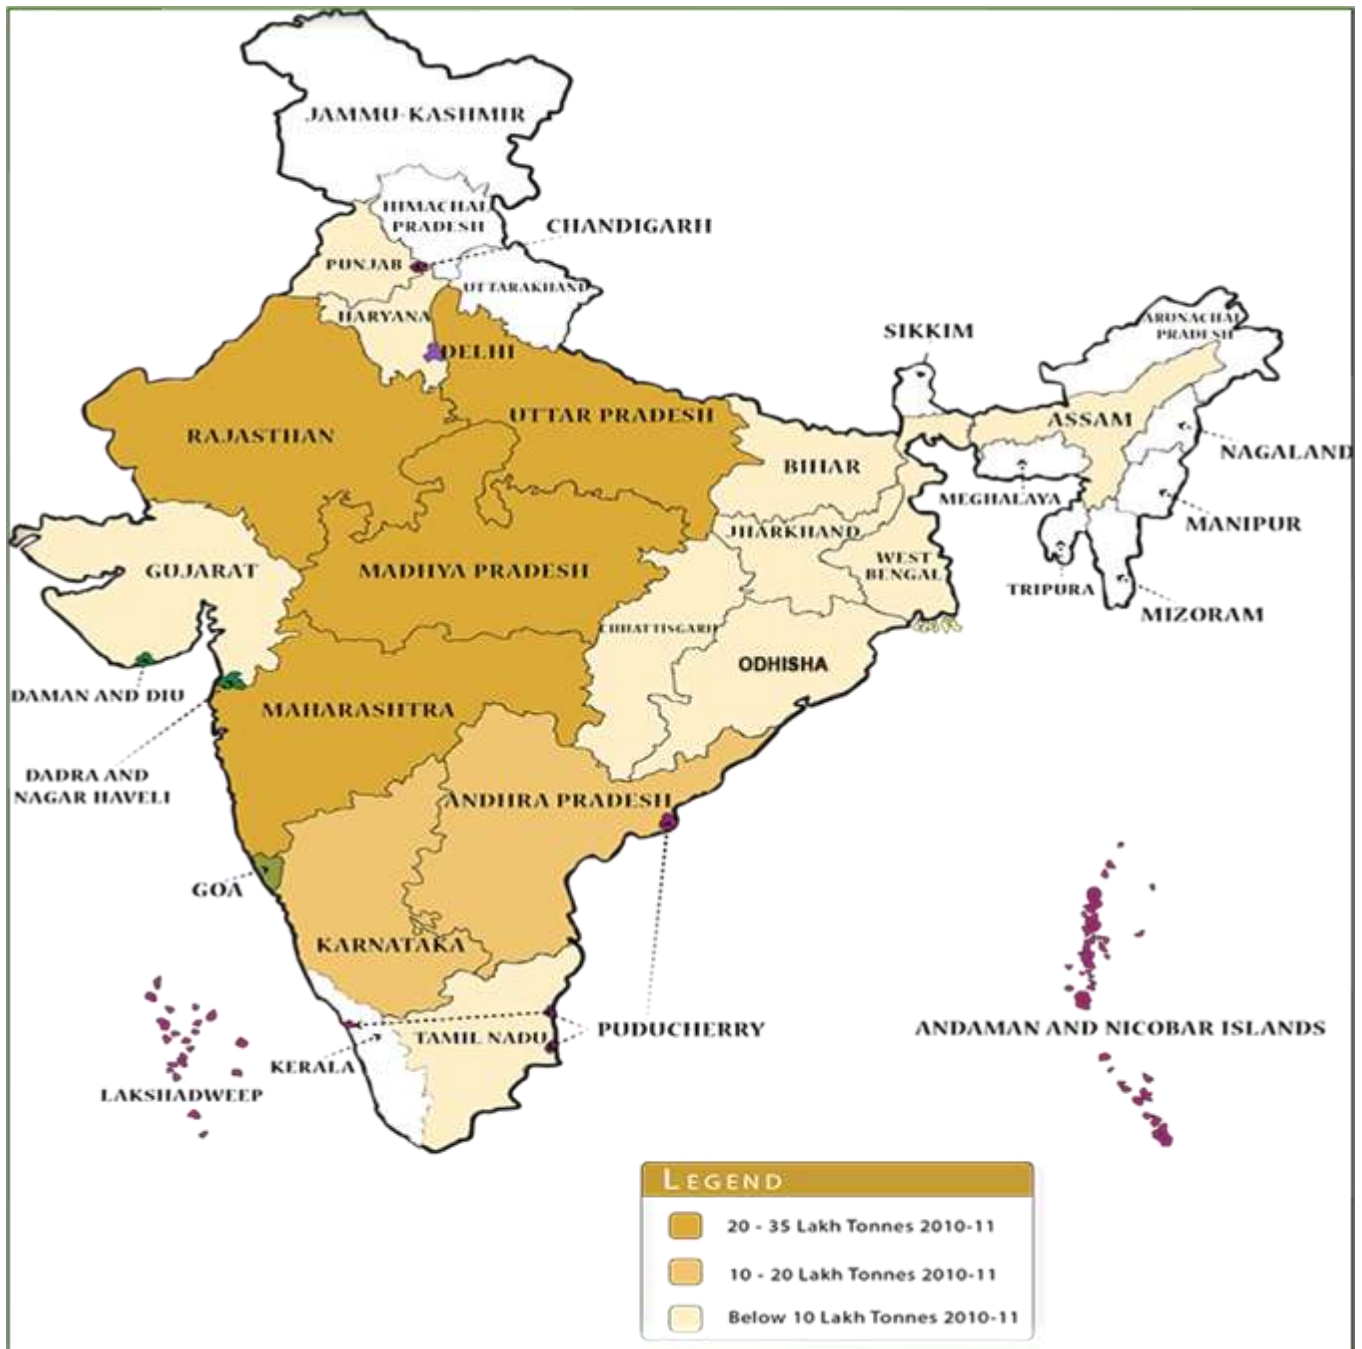 JAMMU-KASHMIR
HIMACHAL
PRADESH
CHANDIGARH
PUNJAB
UTTARAKHAND
HARYANA
DELHI
SIKKIM
ARUNACHAL
PRADESH
RAJASTHAN
UTTAR PRADESH
ASSAM
NAGALAND
BIHAR
MEGHALAYA
MANIPUR
JHARKHAND
GUJARAT
MADHYA PRADESH
WEST
BENGAL
TRIPURA
MIZORAM
CHHATTISGARH
ODHISHA
DAMAN AND DIU
MAHARASHTRA
DADRA AND
NAGAR HAVELI
ANDHRA PRADESH
GOA
KARNATAKA
TAMIL NADU
PUDUCHERRY
ANDAMAN AND NICOBAR ISLANDS
KERALA
LAKSHADWEEP
LEGEND
20 - 35 Lakh Tonnes 2010-11
10 - 20 Lakh Tonnes 2010-11
Below 10 Lakh Tonnes 2010-11